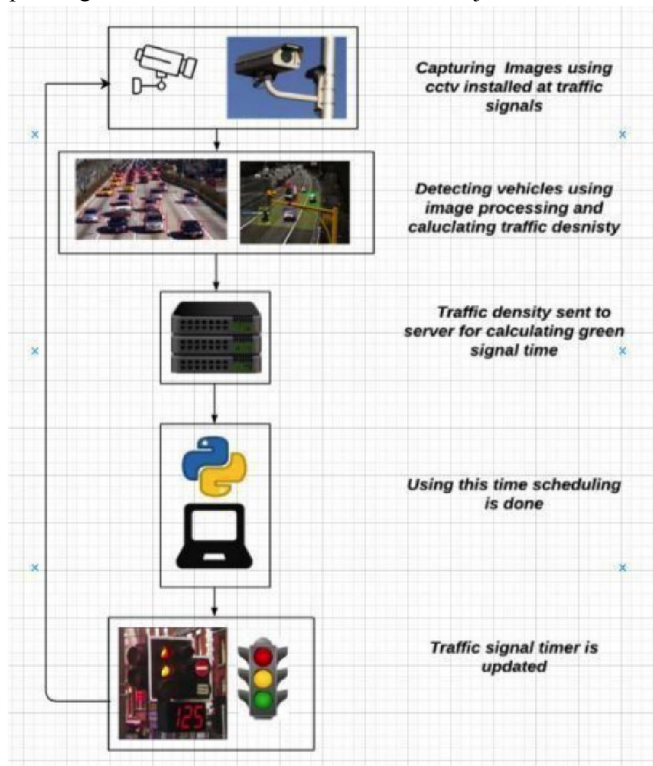 Capturing Images using
cctv installed at traffic
signals
Detecting vehicles using
image processing and
caluclating traffic desnisty
Traffic density sent to
server for calculating green
signal time
Using this time scheduling
is done
125
Traffic signal timer is
updated